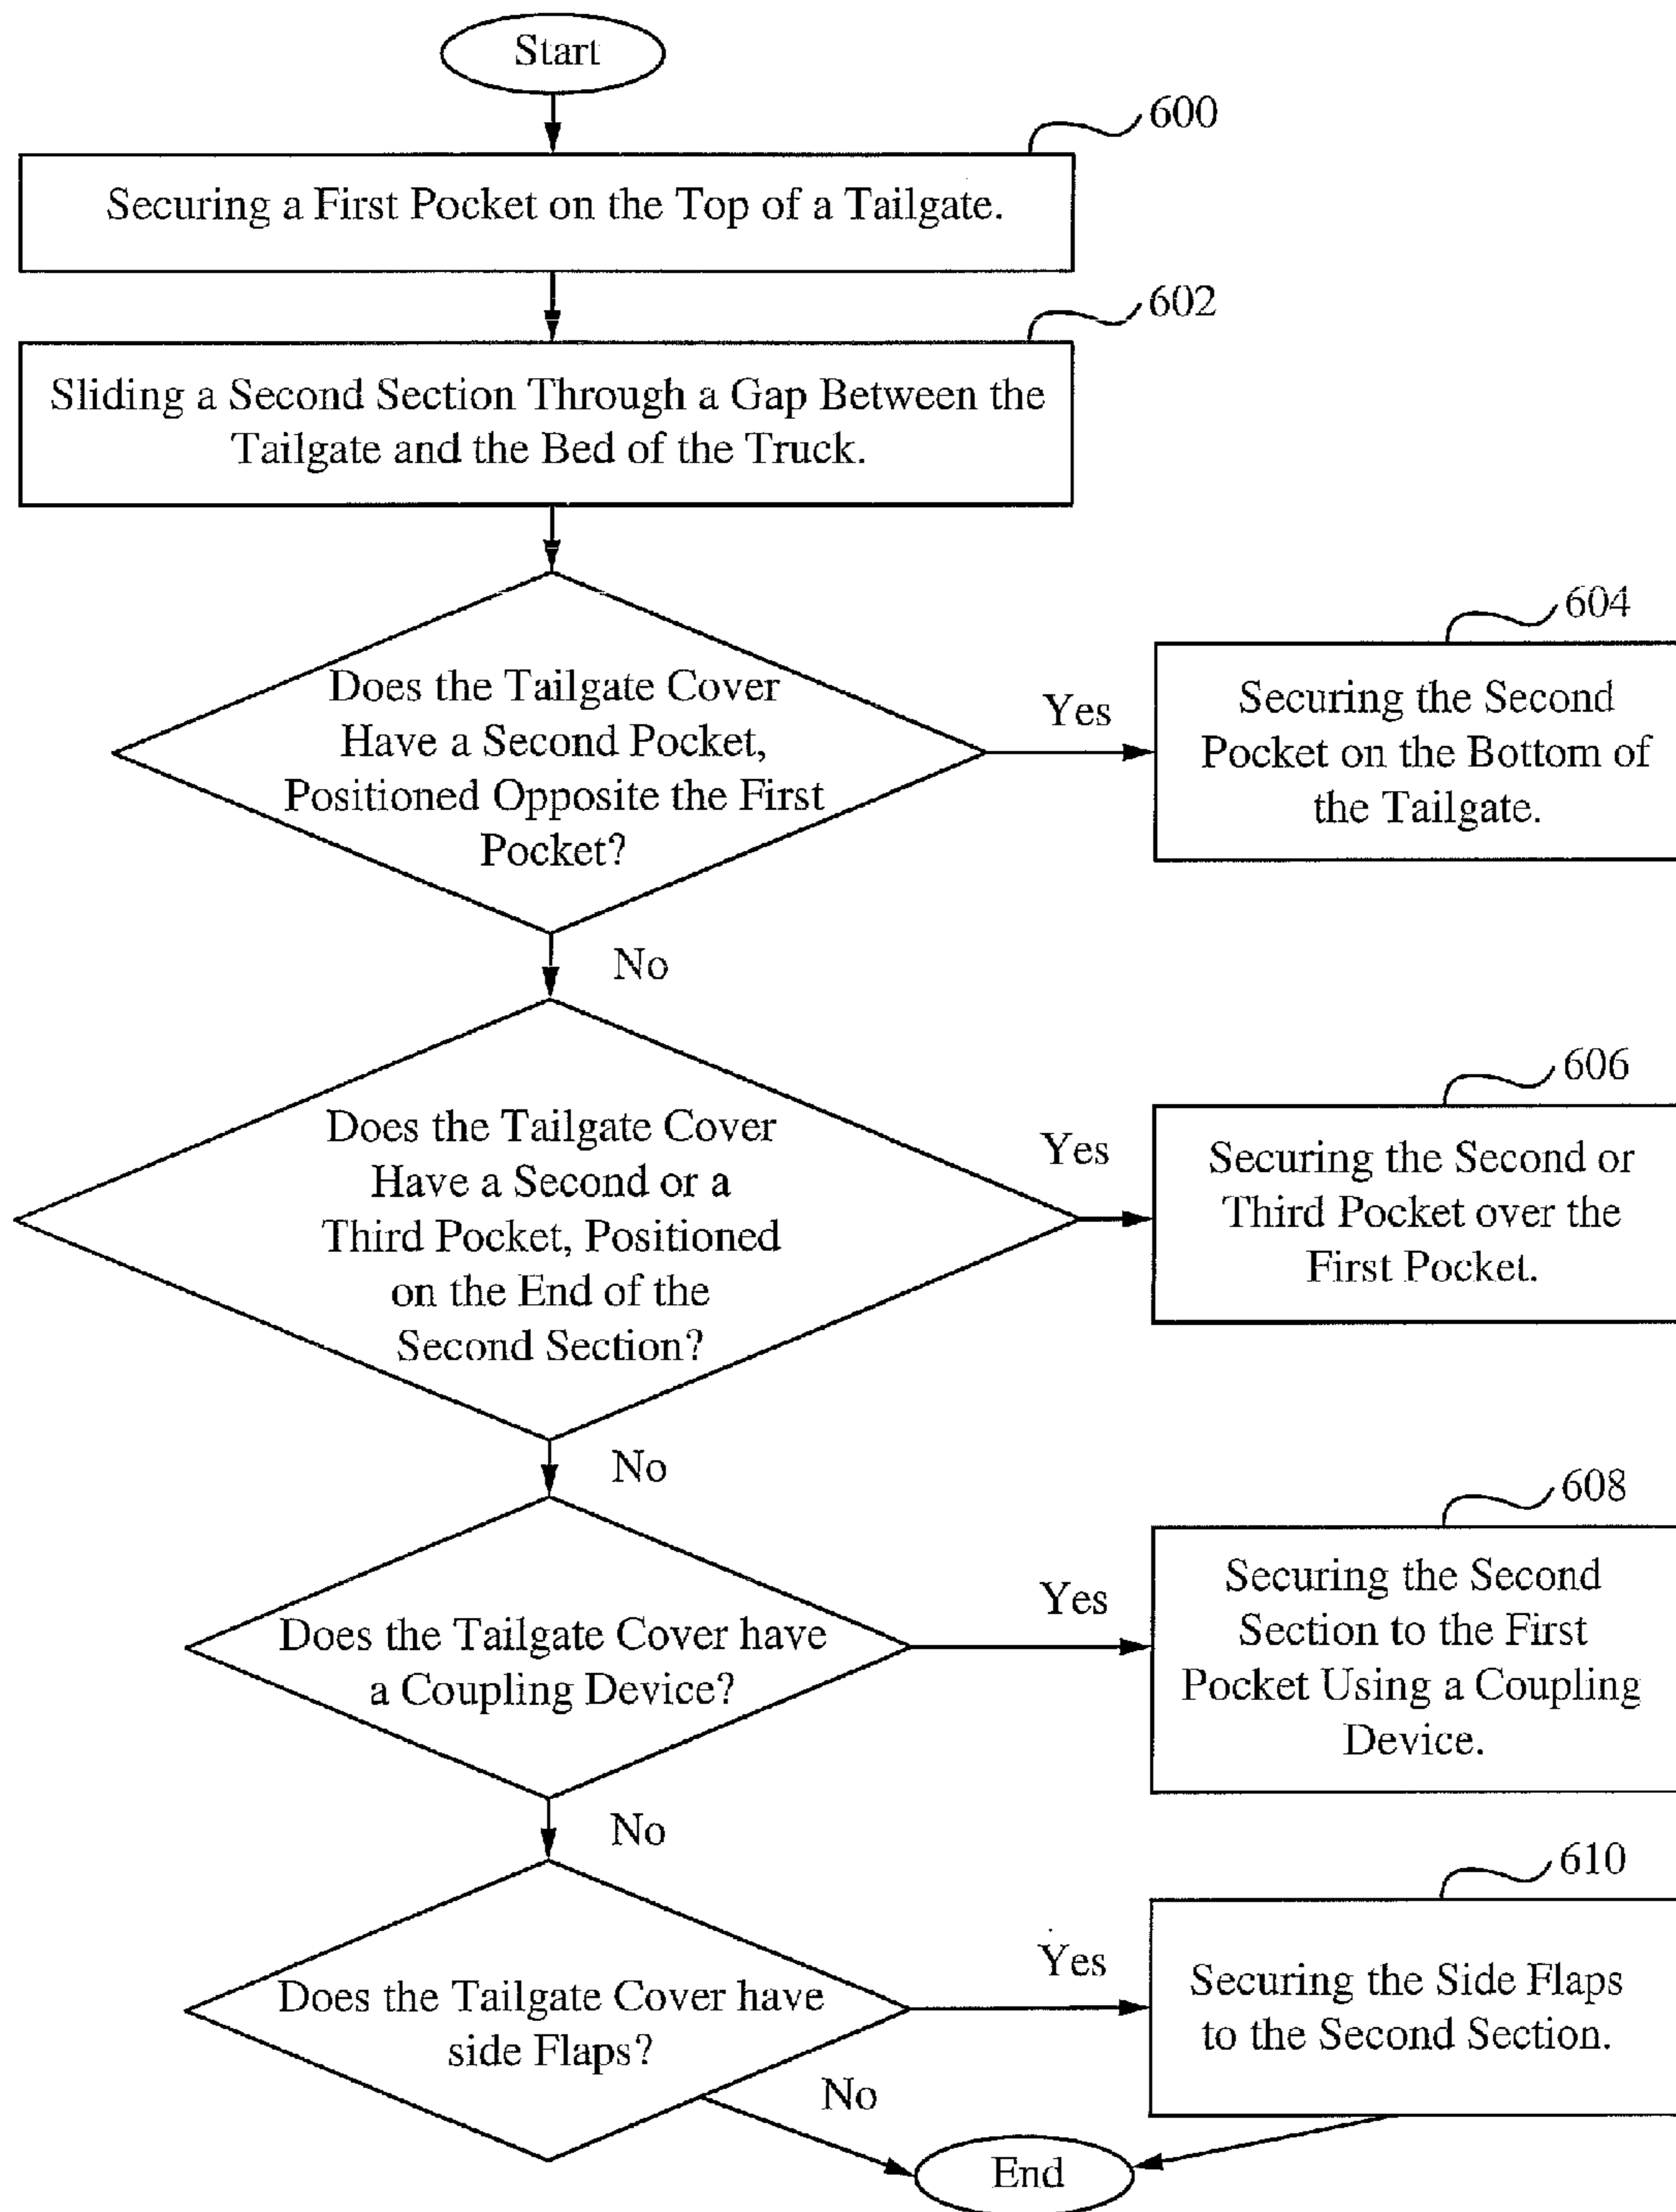 Start
600
Securing a First Pocket on the Top of a Tailgate.
602
Sliding a Second Section Through a Gap Between the
Tailgate and the Bed of the Truck.
604
Does the Tailgate Cover
Have a Second Pocket,
Positioned Opposite the First
Pocket?
Yes
Securing the Second
Pocket on the Bottom of
the Tailgate.
No
606
Does the Tailgate Cover
Have a Second or a
Third Pocket, Positioned
on the End of the
Second Section?
Yes
Securing the Second or
Third Pocket over the
First Pocket.
No
608
Does the Tailgate Cover have
a Coupling Device?
Yes
Securing the Second
Section to the First
Pocket Using a Coupling
Device.
No
610
Does the Tailgate Cover have
side Flaps?
Yes
Securing the Side Flaps
to the Second Section.
No
End